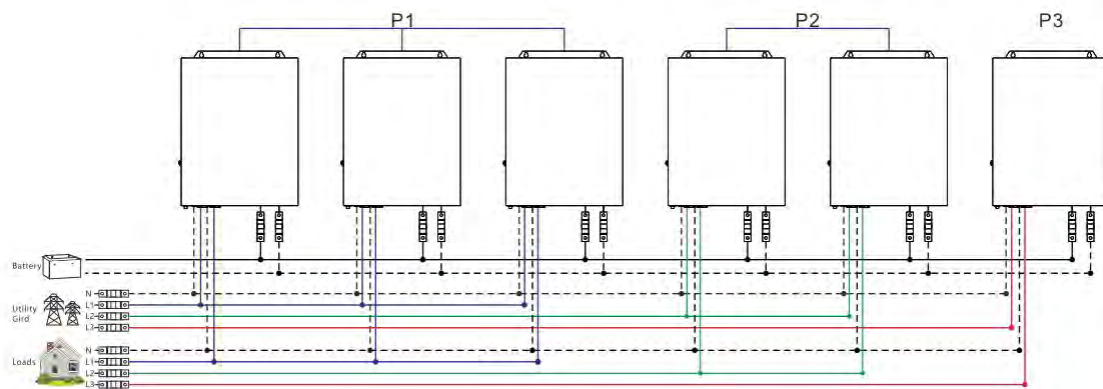 P1 P2 P3
Battery
N
L1
Utility
Gird
L2
L3
N
Loads
L1
L2
L3